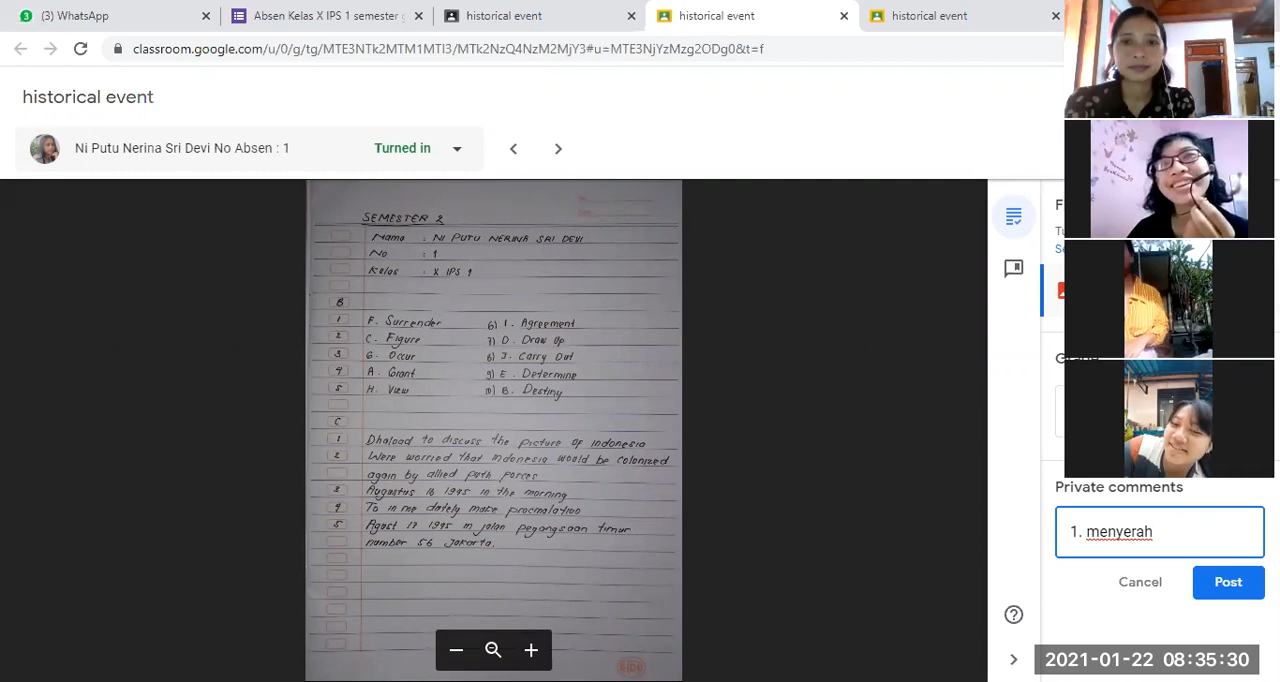 (3) WhatsApp
Absen Kelas X IPS 1 semester g
historical event
historical event
historical event
classroom.google.com/u/0/g/tg/MTE3NTk2MTM1MTI3/MTk2NzQ4NzM2MjY3#u=MTE3NjYzMzg2ODg0&t=f
historical event
Ni Putu Nerina Sri Devi No Absen : 1
Turned in
SEMESTER 2
Nama : NI PUTU NERINA SRI DEVI
No : 1
Kelas : X IPS 1
B
1 F. Surrender 6) I. Agreement
2 C. Figure 7) D. Draw Up
3 G. Occur 8) J. Carry Out
4 A. Grant 9) E. Determine
5 H. View 10) B. Destiny
C
1 Dhaload to discuss the picture of indonesia
2 Were worried that indonesia would be colonized
again by allied puth forces
3 Agustus 16 1945 in the morning
4 To in me dately make procmalation
5 Agast 17 1945 in jalan pegangsaan timur
number 56 Jakarta.
Grade
Private comments
1. menyerah
Cancel
Post
2021-01-22 08:35:30